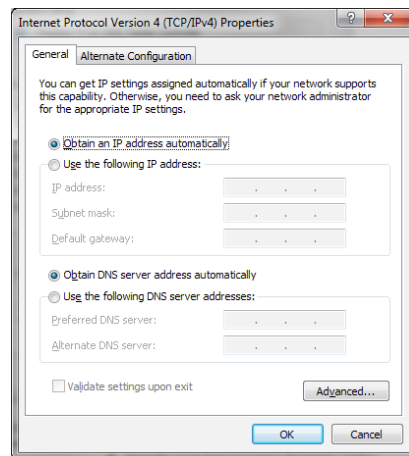 Internet Protocol Version 4 (TCP/IPv4) Properties
General
Alternate Configuration
You can get IP settings assigned automatically if your network supports
this capability. Otherwise, you need to ask your network administrator
for the appropriate IP settings.
Obtain an IP address automatically
Use the following IP address:
IP address:
Subnet mask:
Default gateway:
Obtain DNS server address automatically
Use the following DNS server addresses:
Preferred DNS server:
Alternate DNS server:
Validate settings upon exit
Advanced...
OK
Cancel